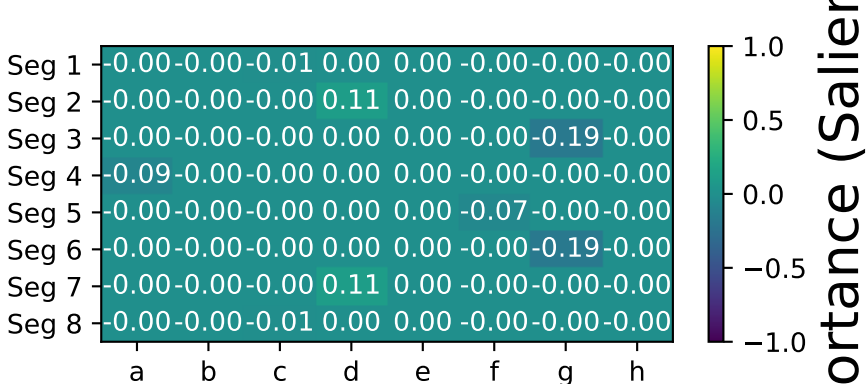 Seg 1 -0.00 -0.00 -0.01 0.00 0.00 -0.00 -0.00 -0.00
Seg 2 -0.00 -0.00 -0.00 0.11 0.00 -0.00 -0.00 -0.00
Seg 3 -0.00 -0.00 -0.00 0.00 0.00 -0.00 -0.19 -0.00
Seg 4 -0.09 -0.00 -0.00 0.00 0.00 -0.00 -0.00 -0.00
Seg 5 -0.00 -0.00 -0.00 0.00 0.00 -0.07 -0.00 -0.00
Seg 6 -0.00 -0.00 -0.00 0.00 0.00 -0.00 -0.19 -0.00
Seg 7 -0.00 -0.00 -0.00 0.11 0.00 -0.00 -0.00 -0.00
Seg 8 -0.00 -0.00 -0.01 0.00 0.00 -0.00 -0.00 -0.00
a b c d e f g h
1.0
0.5
0.0
−0.5
−1.0
ortance (Salien